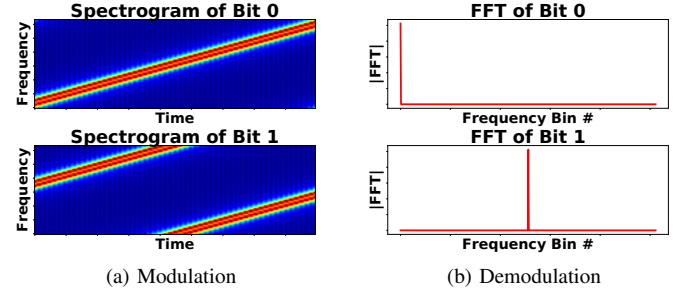 Spectrogram of Bit 0
Frequency
Time
FFT of Bit 0
|FFT|
Frequency Bin #
Spectrogram of Bit 1
Frequency
Time
FFT of Bit 1
|FFT|
Frequency Bin #
(a) Modulation
(b) Demodulation